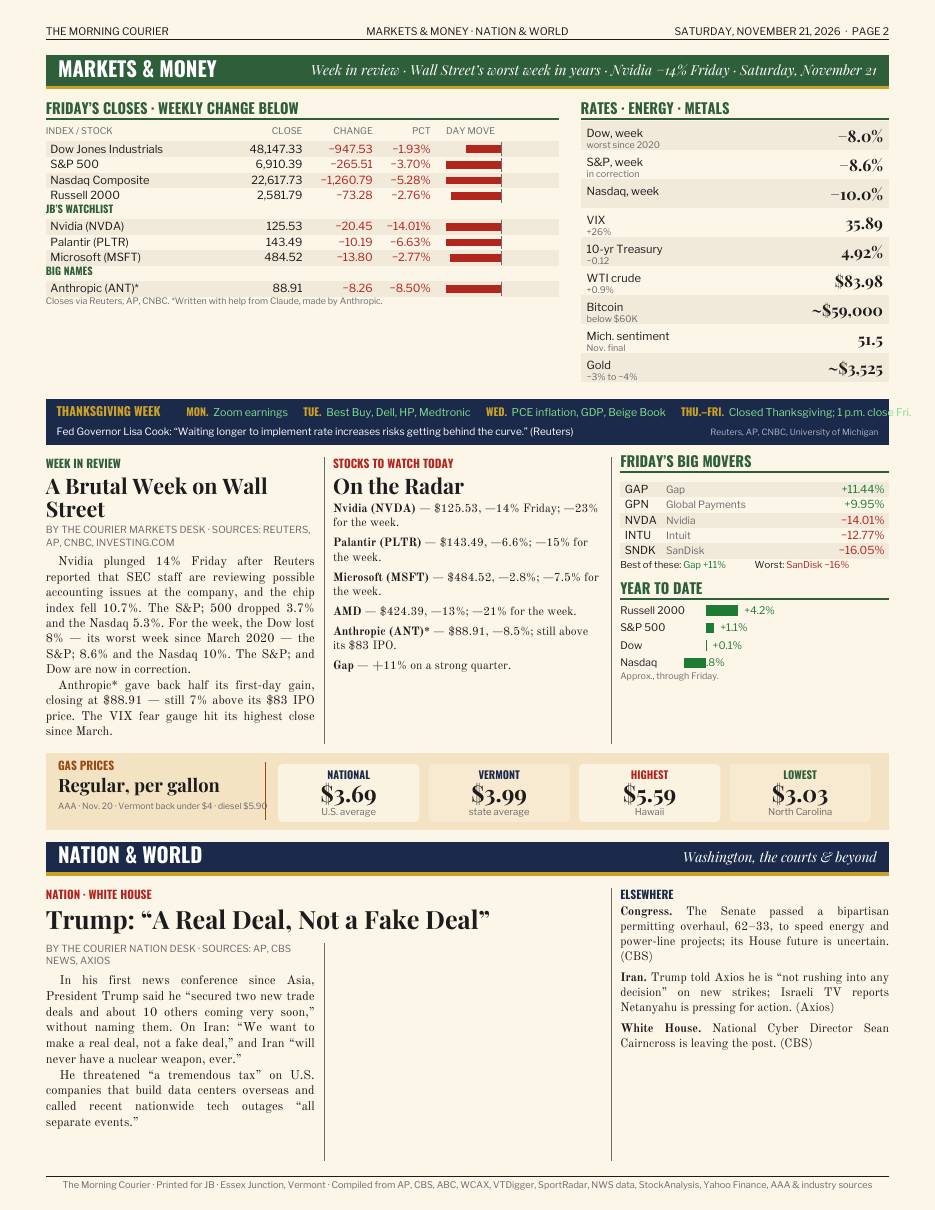 THE MORNING COURIER MARKETS & MONEY · NATION & WORLD SATURDAY, NOVEMBER 21, 2026 · PAGE 2
MARKETS & MONEY Week in review · Wall Street’s worst week in years · Nvidia −14% Friday · Saturday, November 21
FRIDAY’S CLOSES · WEEKLY CHANGE BELOW
INDEX / STOCK CLOSE CHANGE PCT DAY MOVE
Dow Jones Industrials 48,147.33 −947.53 −1.93%
S&P 500 6,910.39 −265.51 −3.70%
Nasdaq Composite 22,617.73 −1,260.79 −5.28%
Russell 2000 2,581.79 −73.28 −2.76%
JB’S WATCHLIST
Nvidia (NVDA) 125.53 −20.45 −14.01%
Palantir (PLTR) 143.49 −10.19 −6.63%
Microsoft (MSFT) 484.52 −13.80 −2.77%
BIG NAMES
Anthropic (ANT)* 88.91 −8.26 −8.50%
Closes via Reuters, AP, CNBC. *Written with help from Claude, made by Anthropic.
RATES · ENERGY · METALS
Dow, week −8.0%
worst since 2020
S&P, week −8.6%
in correction
Nasdaq, week −10.0%
VIX 35.89
+26%
10-yr Treasury 4.92%
−0.12
WTI crude $83.98
+0.9%
Bitcoin ~$59,000
below $60K
Mich. sentiment 51.5
Nov. final
Gold ~$3,525
−3% to −4%
THANKSGIVING WEEK MON. Zoom earnings TUE. Best Buy, Dell, HP, Medtronic WED. PCE inflation, GDP, Beige Book THU.–FRI. Closed Thanksgiving; 1 p.m. close Fri.
Fed Governor Lisa Cook: “Waiting longer to implement rate increases risks getting behind the curve.” (Reuters) Reuters, AP, CNBC, University of Michigan
WEEK IN REVIEW
A Brutal Week on Wall
Street
BY THE COURIER MARKETS DESK · SOURCES: REUTERS,
AP, CNBC, INVESTING.COM
Nvidia plunged 14% Friday after Reuters
reported that SEC staff are reviewing possible
accounting issues at the company, and the chip
index fell 10.7%. The S&P; 500 dropped 3.7%
and the Nasdaq 5.3%. For the week, the Dow lost
8% — its worst week since March 2020 — the
S&P; 8.6% and the Nasdaq 10%. The S&P; and
Dow are now in correction.
Anthropic* gave back half its first-day gain,
closing at $88.91 — still 7% above its $83 IPO
price. The VIX fear gauge hit its highest close
since March.
STOCKS TO WATCH TODAY
On the Radar
Nvidia (NVDA) — $125.53, −14% Friday; −23%
for the week.
Palantir (PLTR) — $143.49, −6.6%; −15% for
the week.
Microsoft (MSFT) — $484.52, −2.8%; −7.5% for
the week.
AMD — $424.39, −13%; −21% for the week.
Anthropic (ANT)* — $88.91, −8.5%; still above
its $83 IPO.
Gap — +11% on a strong quarter.
FRIDAY’S BIG MOVERS
GAP Gap +11.44%
GPN Global Payments +9.95%
NVDA Nvidia −14.01%
INTU Intuit −12.77%
SNDK SanDisk −16.05%
Best of these: Gap +11% Worst: SanDisk −16%
YEAR TO DATE
Russell 2000 +4.2%
S&P 500 +1.1%
Dow +0.1%
Nasdaq .8%
Approx., through Friday.
GAS PRICES
Regular, per gallon
AAA · Nov. 20 · Vermont back under $4 · diesel $5.90
NATIONAL
$3.69
U.S. average
VERMONT
$3.99
state average
HIGHEST
$5.59
Hawaii
LOWEST
$3.03
North Carolina
NATION & WORLD Washington, the courts & beyond
NATION · WHITE HOUSE
Trump: “A Real Deal, Not a Fake Deal”
BY THE COURIER NATION DESK · SOURCES: AP, CBS
NEWS, AXIOS
In his first news conference since Asia,
President Trump said he “secured two new trade
deals and about 10 others coming very soon,”
without naming them. On Iran: “We want to
make a real deal, not a fake deal,” and Iran “will
never have a nuclear weapon, ever.”
He threatened “a tremendous tax” on U.S.
companies that build data centers overseas and
called recent nationwide tech outages “all
separate events.”
ELSEWHERE
Congress. The Senate passed a bipartisan
permitting overhaul, 62–33, to speed energy and
power-line projects; its House future is uncertain.
(CBS)
Iran. Trump told Axios he is “not rushing into any
decision” on new strikes; Israeli TV reports
Netanyahu is pressing for action. (Axios)
White House. National Cyber Director Sean
Cairncross is leaving the post. (CBS)
The Morning Courier · Printed for JB · Essex Junction, Vermont · Compiled from AP, CBS, ABC, WCAX, VTDigger, SportRadar, NWS data, StockAnalysis, Yahoo Finance, AAA & industry sources